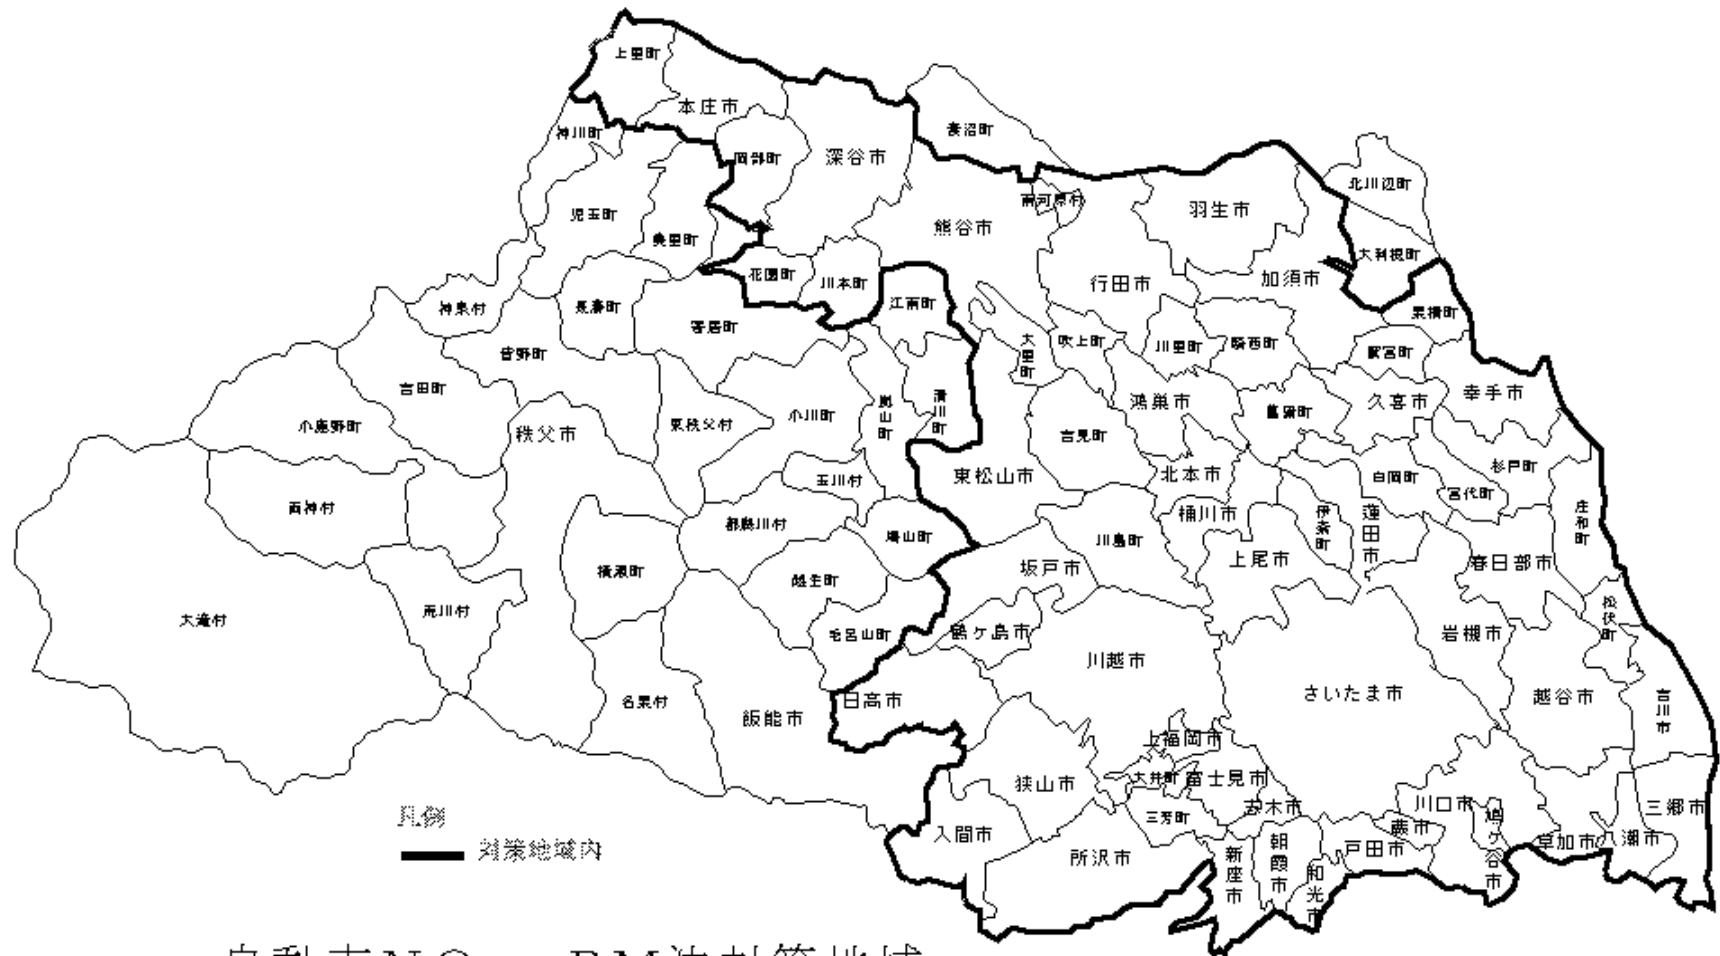 上里町
本庄市
神川町
岡部町
深谷市
妻沼町
児玉町
美里町
熊谷市
南河原村
羽生市
北川辺町
大利根町
加須市
行田市
花園町
川本町
江南町
神泉村
長瀞町
寄居町
皆野町
吉田町
小鹿野町
秩父市
東秩父村
小川町
嵐山町
滑川町
大里町
吹上町
川里町
騎西町
鷲宮町
栗橋町
幸手市
久喜市
菖蒲町
鴻巣市
吉見町
東松山市
北本市
白岡町
杉戸町
宮代町
庄和町
玉川村
都幾川村
鳩山町
両神村
桶川市
伊奈町
蓮田市
春日部市
上尾市
川島町
坂戸市
越生町
横瀬町
荒川村
大滝村
毛呂山町
鶴ヶ島市
松伏町
岩槻市
川越市
さいたま市
越谷市
吉川市
日高市
飯能市
名栗村
上福岡市
大井町
富士見市
狭山市
三芳町
志木市
川口市
鳩ヶ谷市
三郷市
入間市
所沢市
新座市
朝霞市
和光市
戸田市
蕨市
草加市
八潮市
凡例
対策地域内
自動車NO
PM法対策地域